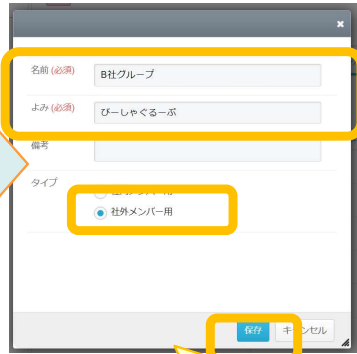 ×
名前 (必須)
B社グループ
よみ (必須)
びーしゃぐるーぷ
備考
タイプ
社外メンバー用
保存
キャンセル